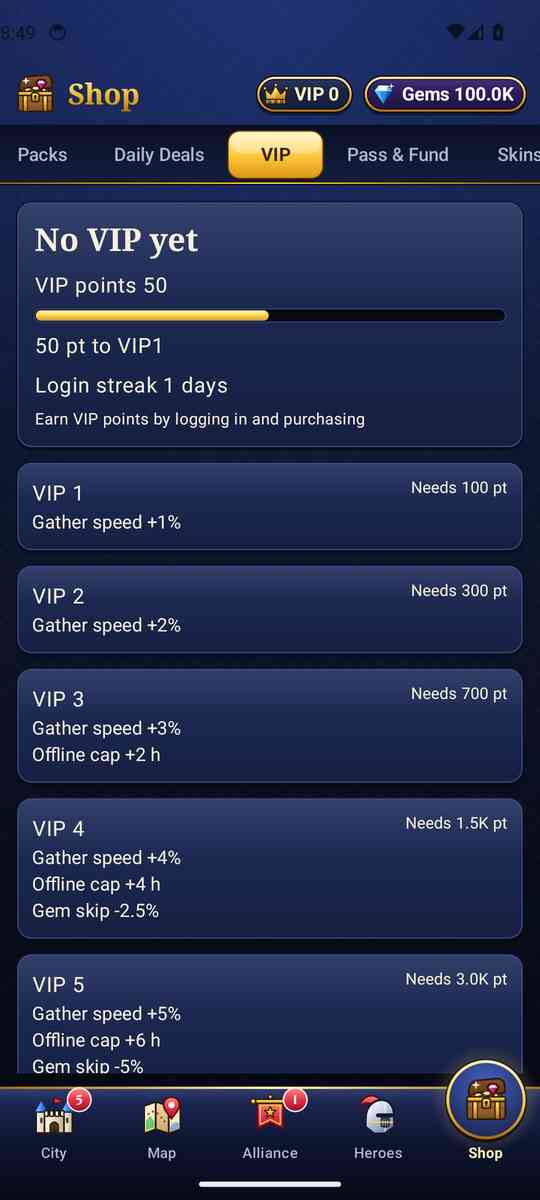 8:49
Shop
VIP 0
Gems 100.0K
Packs
Daily Deals
VIP
Pass & Fund
Skins
No VIP yet
VIP points 50
50 pt to VIP1
Login streak 1 days
Earn VIP points by logging in and purchasing
VIP 1
Needs 100 pt
Gather speed +1%
VIP 2
Needs 300 pt
Gather speed +2%
VIP 3
Needs 700 pt
Gather speed +3%
Offline cap +2 h
VIP 4
Needs 1.5K pt
Gather speed +4%
Offline cap +4 h
Gem skip -2.5%
VIP 5
Needs 3.0K pt
Gather speed +5%
Offline cap +6 h
Gem skip -5%
5
1
City
Map
Alliance
Heroes
Shop